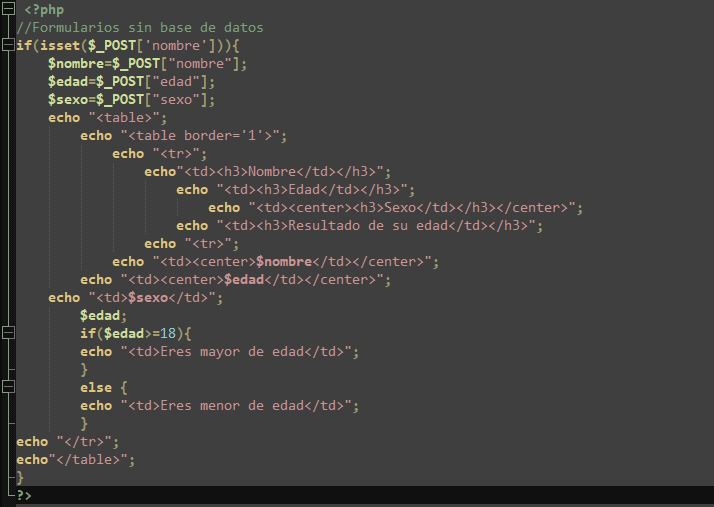 <?php
//Formularios sin base de datos
if(isset($_POST['nombre'])){
$nombre=$_POST["nombre"];
$edad=$_POST["edad"];
$sexo=$_POST["sexo"];
echo "<table>";
echo "<table border='1'>";
echo "<tr>";
echo"<td><h3>Nombre</td></h3>";
echo "<td><h3>Edad</td></h3>";
echo "<td><center><h3>Sexo</td></h3></center>";
echo "<td><h3>Resultado de su edad</td></h3>";
echo "<tr>";
echo "<td><center>$nombre</td></center>";
echo "<td><center>$edad</td></center>";
echo "<td>$sexo</td>";
$edad;
if($edad>=18){
echo "<td>Eres mayor de edad</td>";
}
else {
echo "<td>Eres menor de edad</td>";
}
echo "</tr>";
echo"</table>";
}
?>